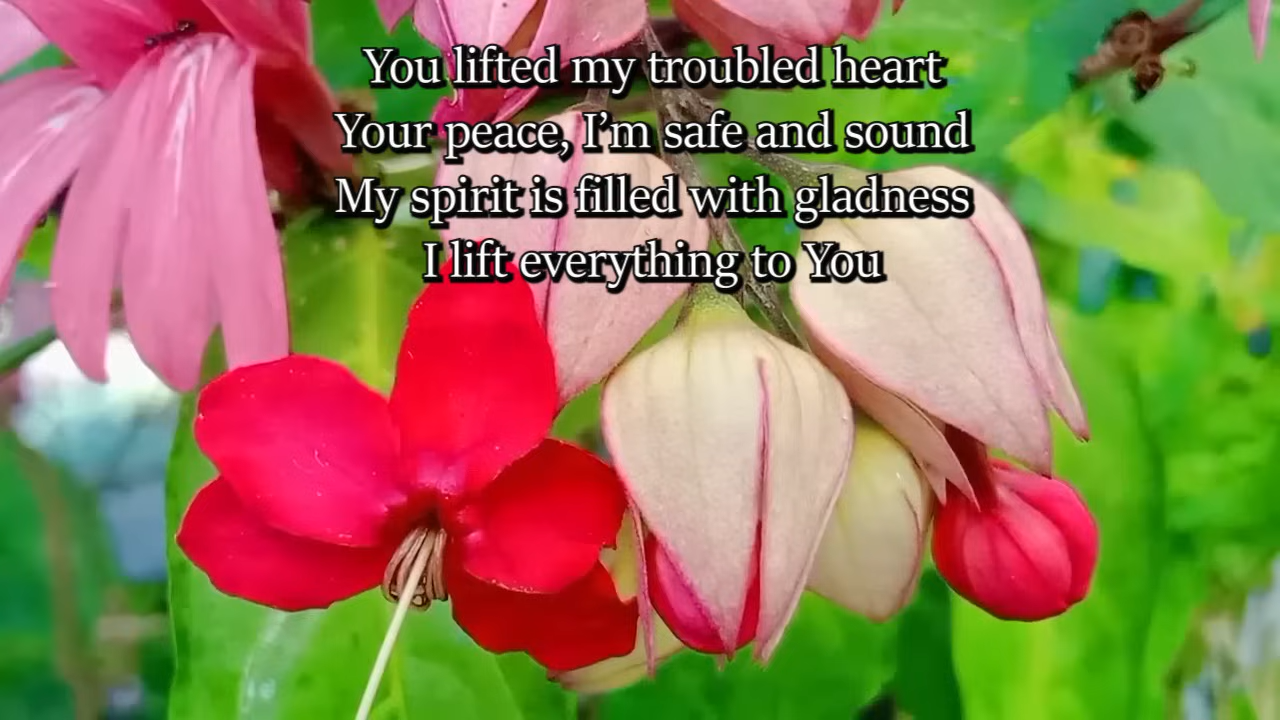 You lifted my troubled heart
Your peace, I’m safe and sound
My spirit is filled with gladness
I lift everything to You